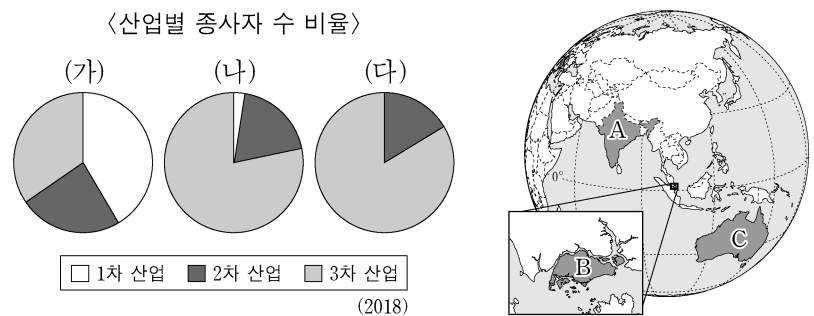 〈산업별 종사자 수 비율〉
(가) (나) (다)
1차 산업 2차 산업 3차 산업
(2018)
A
0°
B
C